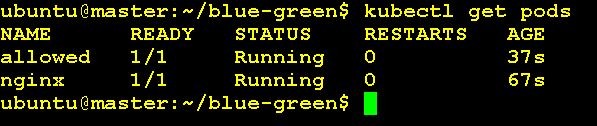 ubuntu@master:~/blue-green$ kubectl get pods
NAME READY STATUS RESTARTS AGE
allowed 1/1 Running 0 37s
nginx 1/1 Running 0 67s
ubuntu@master:~/blue-green$